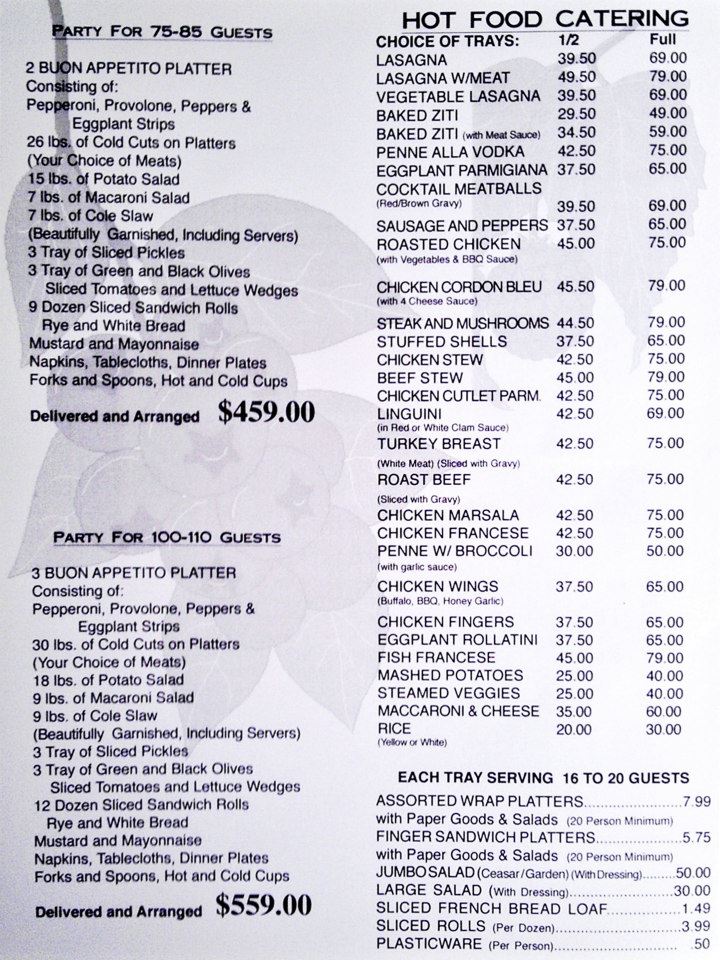 PARTY FOR 75-85 GUESTS
2 BUON APPETITO PLATTER
Consisting of:
Pepperoni, Provolone, Peppers &
Eggplant Strips
26 lbs. of Cold Cuts on Platters
(Your Choice of Meats)
15 lbs. of Potato Salad
7 lbs. of Macaroni Salad
7 lbs. of Cole Slaw
(Beautifully Garnished, Including Servers)
3 Tray of Sliced Pickles
3 Tray of Green and Black Olives
Sliced Tomatoes and Lettuce Wedges
9 Dozen Sliced Sandwich Rolls
Rye and White Bread
Mustard and Mayonnaise
Napkins, Tablecloths, Dinner Plates
Forks and Spoons, Hot and Cold Cups
Delivered and Arranged $459.00
PARTY FOR 100-110 GUESTS
3 BUON APPETITO PLATTER
Consisting of:
Pepperoni, Provolone, Peppers &
Eggplant Strips
30 lbs. of Cold Cuts on Platters
(Your Choice of Meats)
18 lbs. of Potato Salad
9 lbs. of Macaroni Salad
9 lbs. of Cole Slaw
(Beautifully Garnished, Including Servers)
3 Tray of Sliced Pickles
3 Tray of Green and Black Olives
Sliced Tomatoes and Lettuce Wedges
12 Dozen Sliced Sandwich Rolls
Rye and White Bread
Mustard and Mayonnaise
Napkins, Tablecloths, Dinner Plates
Forks and Spoons, Hot and Cold Cups
Delivered and Arranged $559.00
HOT FOOD CATERING
CHOICE OF TRAYS: 1/2 Full
LASAGNA 39.50 69.00
LASAGNA W/MEAT 49.50 79.00
VEGETABLE LASAGNA 39.50 69.00
BAKED ZITI 29.50 49.00
BAKED ZITI (with Meat Sauce) 34.50 59.00
PENNE ALLA VODKA 42.50 75.00
EGGPLANT PARMIGIANA 37.50 65.00
COCKTAIL MEATBALLS
(Red/Brown Gravy) 39.50 69.00
SAUSAGE AND PEPPERS 37.50 65.00
ROASTED CHICKEN 45.00 75.00
(with Vegetables & BBQ Sauce)
CHICKEN CORDON BLEU 45.50 79.00
(with 4 Cheese Sauce)
STEAK AND MUSHROOMS 44.50 79.00
STUFFED SHELLS 37.50 65.00
CHICKEN STEW 42.50 75.00
BEEF STEW 45.00 79.00
CHICKEN CUTLET PARM. 42.50 75.00
LINGUINI 42.50 69.00
(in Red or White Clam Sauce)
TURKEY BREAST 42.50 75.00
(White Meat) (Sliced with Gravy)
ROAST BEEF 42.50 75.00
(Sliced with Gravy)
CHICKEN MARSALA 42.50 75.00
CHICKEN FRANCESE 42.50 75.00
PENNE W/ BROCCOLI 30.00 50.00
(with garlic sauce)
CHICKEN WINGS 37.50 65.00
(Buffalo, BBQ, Honey Garlic)
CHICKEN FINGERS 37.50 65.00
EGGPLANT ROLLATINI 37.50 65.00
FISH FRANCESE 45.00 79.00
MASHED POTATOES 25.00 40.00
STEAMED VEGGIES 25.00 40.00
MACCARONI & CHEESE 35.00 60.00
RICE 20.00 30.00
(Yellow or White)
EACH TRAY SERVING 16 TO 20 GUESTS
ASSORTED WRAP PLATTERS........................7.99
with Paper Goods & Salads (20 Person Minimum)
FINGER SANDWICH PLATTERS......................5.75
with Paper Goods & Salads (20 Person Minimum)
JUMBO SALAD (Ceasar/Garden) (With Dressing)........50.00
LARGE SALAD (With Dressing)........................30.00
SLICED FRENCH BREAD LOAF....................1.49
SLICED ROLLS (Per Dozen)...........................3.99
PLASTICWARE (Per Person)........................... .50